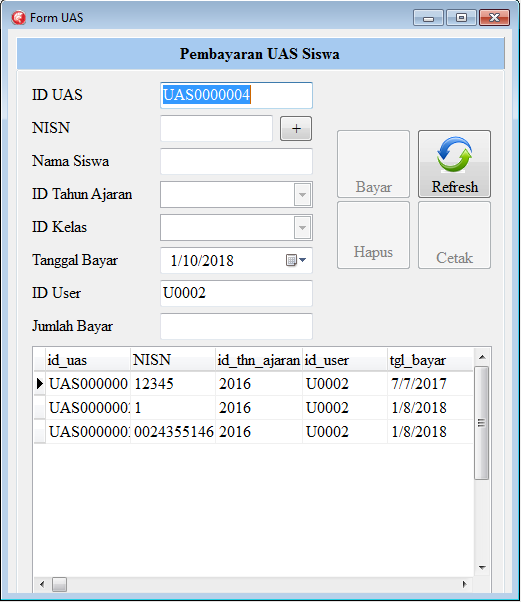 Form UAS
Pembayaran UAS Siswa
ID UAS UAS0000004
NISN +
Nama Siswa
ID Tahun Ajaran
ID Kelas
Tanggal Bayar 1/10/2018
ID User U0002
Jumlah Bayar
Bayar Refresh
Hapus Cetak
id_uas NISN id_thn_ajaran id_user tgl_bayar
UAS000000 12345 2016 U0002 7/7/2017
UAS0000002 1 2016 U0002 1/8/2018
UAS000000 0024355146 2016 U0002 1/8/2018